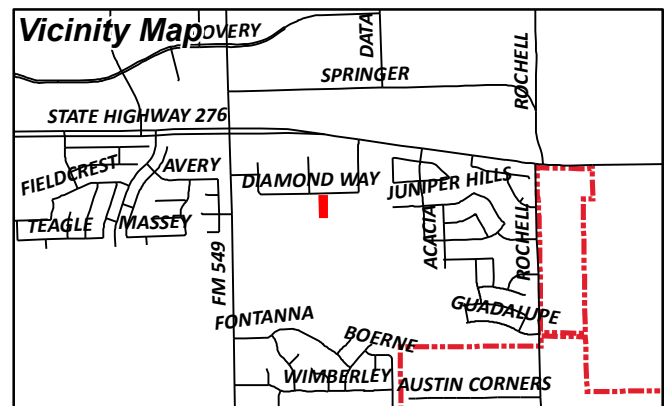 Vicinity Map
OVERY
DATA
SPRINGER
ROCHELL
STATE HIGHWAY 276
FIELDCREST
AVERY
DIAMOND WAY
JUNIPER HILLS
TEAGLE
MASSEY
ACACIA
ROCHELL
FM 549
GUADALUPE
FONTANNA
BOERNE
WIMBERLEY
AUSTIN CORNERS